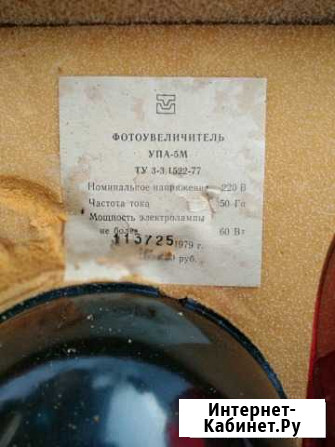 ФОТОУВЕЛИЧИТЕЛЬ
УПА-5М
ТУ 3-3.1522-77
Номинальное напряжение 220 В
Частота тока 50 Гц
Мощность электролампы
не более 60 Вт
113725 1979 г.
руб.
Интернет-
Кабинет.Ру